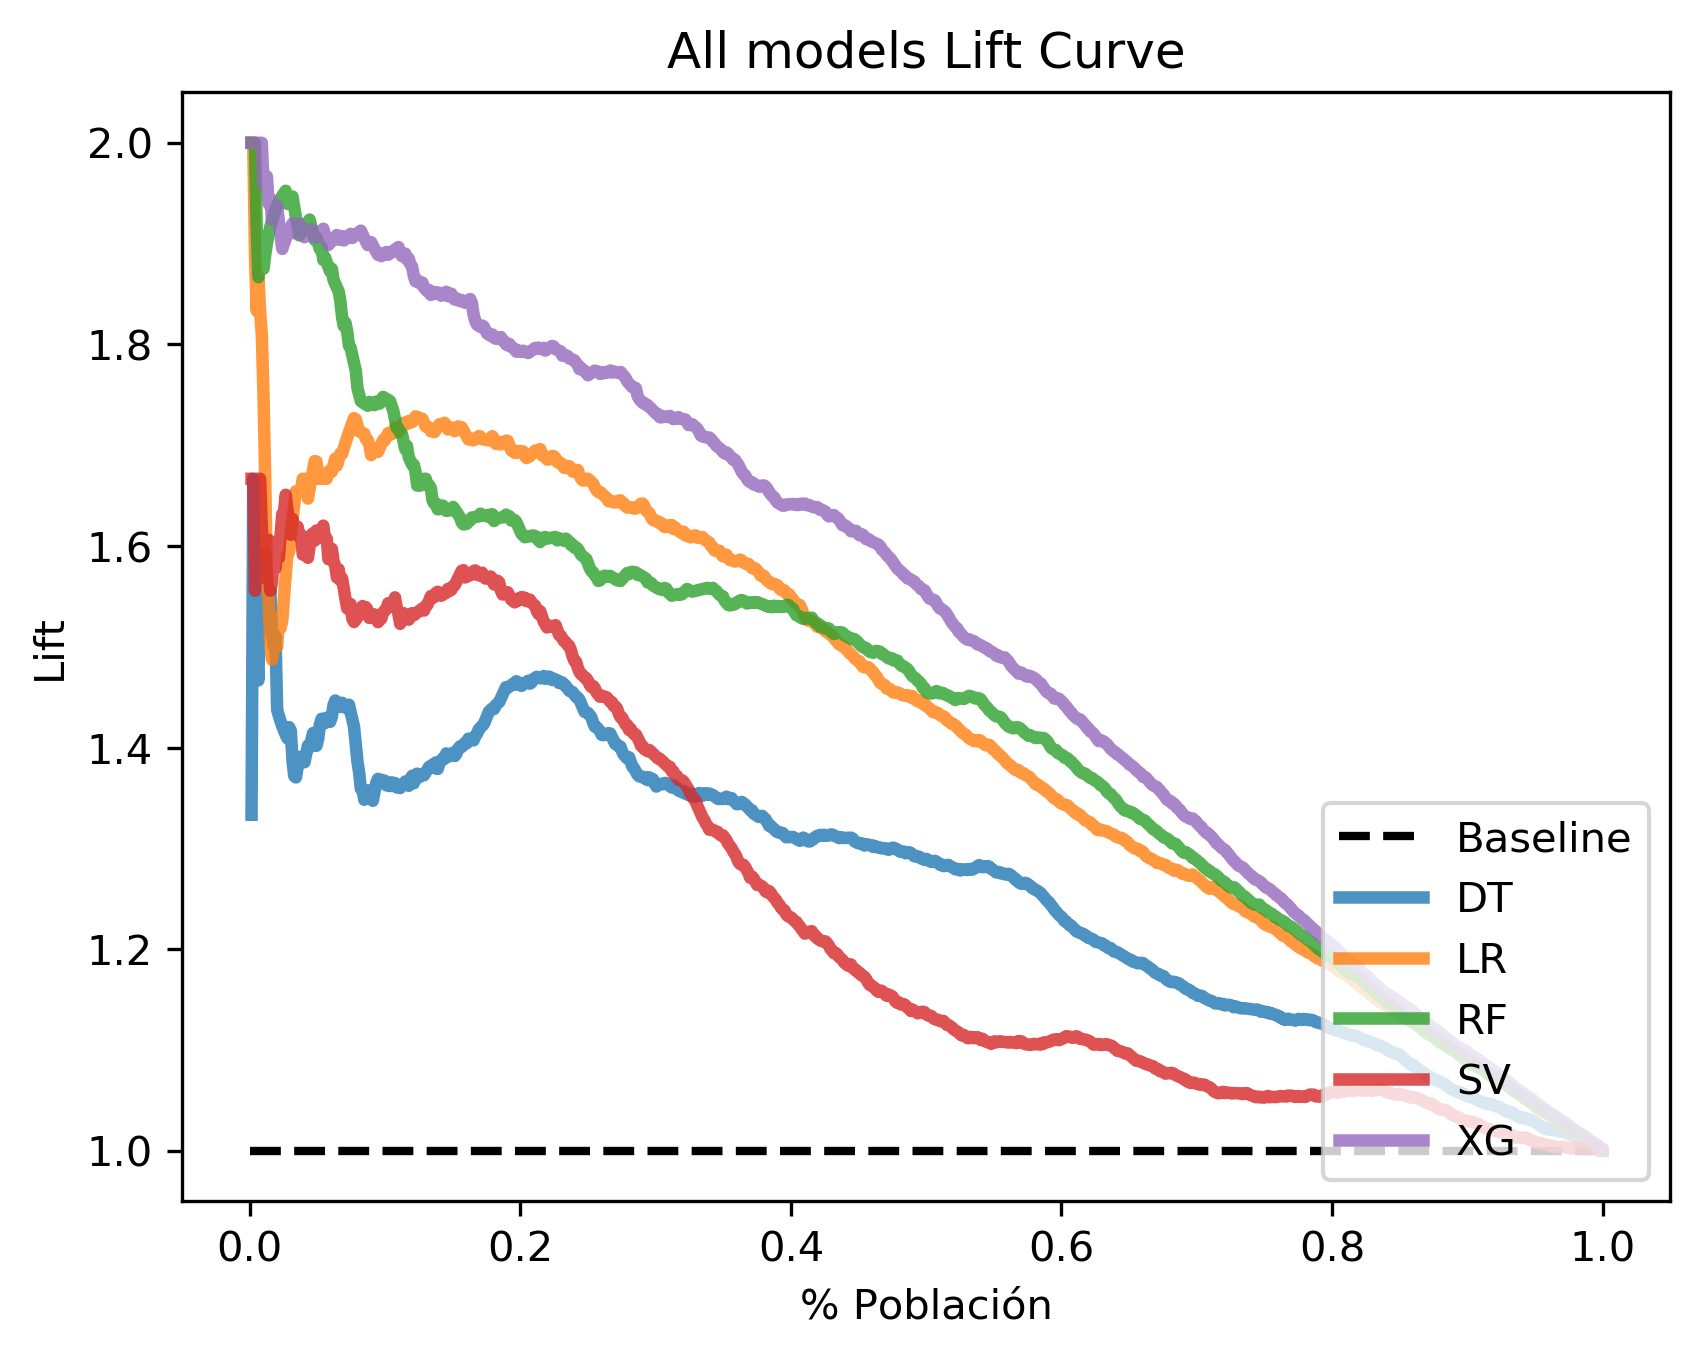 All models Lift Curve
Lift
2.0
1.8
1.6
1.4
1.2
1.0
0.0 0.2 0.4 0.6 0.8 1.0
% Población
Baseline
DT
LR
RF
SV
XG